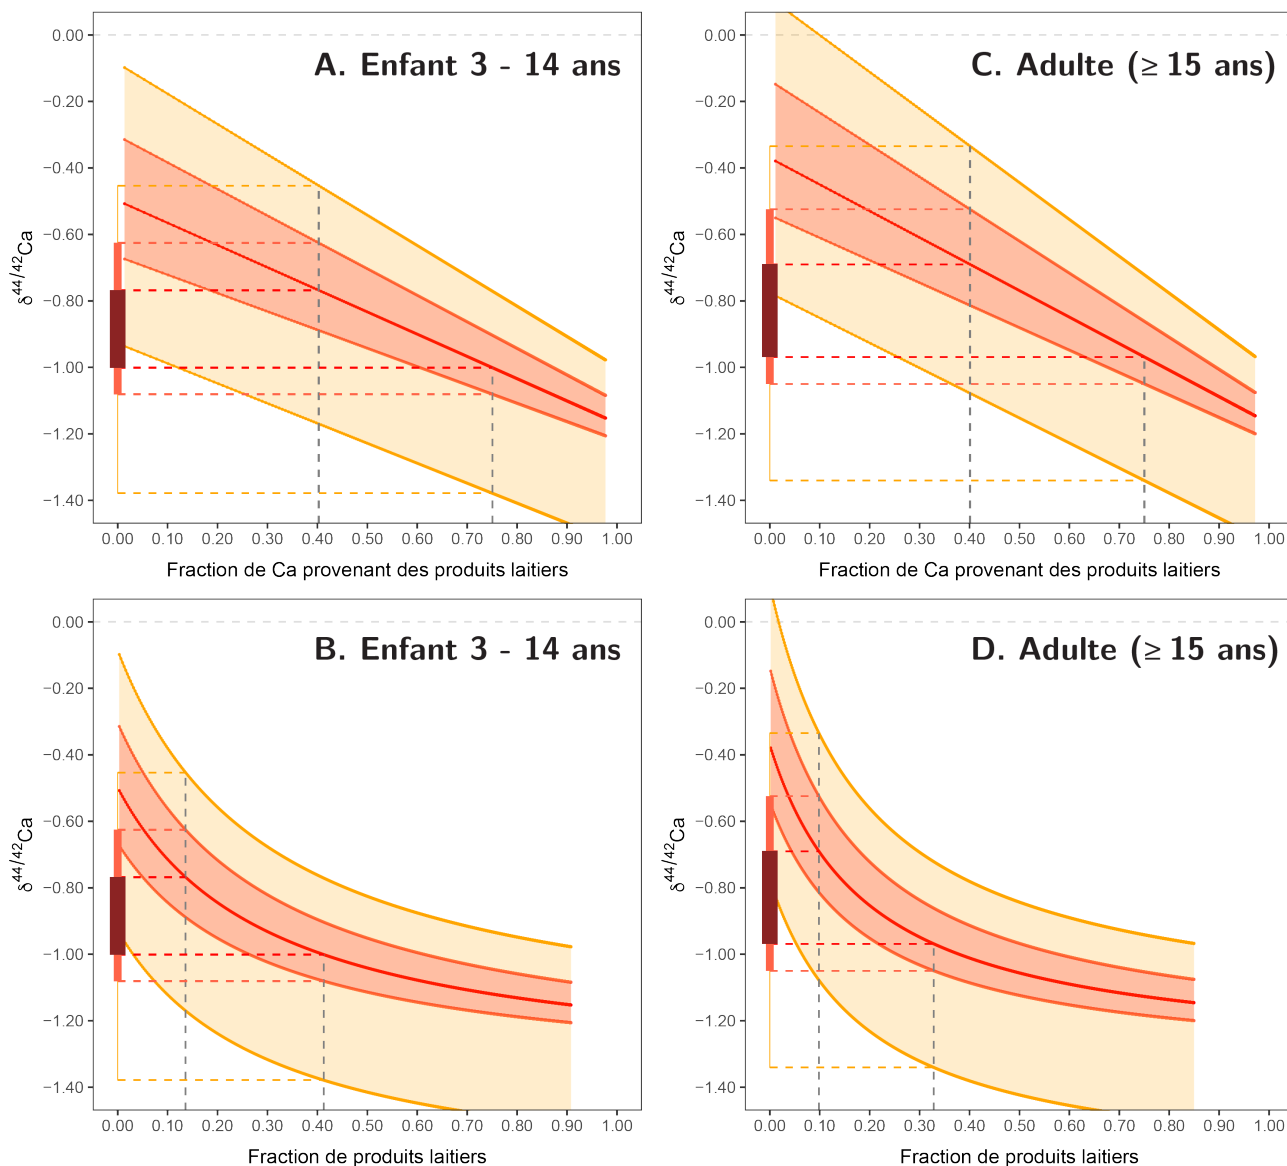 A. Enfant 3 - 14 ans
δ44/42Ca
0.00
−0.20
−0.40
−0.60
−0.80
−1.00
−1.20
−1.40
0.00 0.10 0.20 0.30 0.40 0.50 0.60 0.70 0.80 0.90 1.00
Fraction de Ca provenant des produits laitiers
C. Adulte (≥ 15 ans)
δ44/42Ca
0.00
−0.20
−0.40
−0.60
−0.80
−1.00
−1.20
−1.40
0.00 0.10 0.20 0.30 0.40 0.50 0.60 0.70 0.80 0.90 1.00
Fraction de Ca provenant des produits laitiers
B. Enfant 3 - 14 ans
δ44/42Ca
0.00
−0.20
−0.40
−0.60
−0.80
−1.00
−1.20
−1.40
0.00 0.10 0.20 0.30 0.40 0.50 0.60 0.70 0.80 0.90 1.00
Fraction de produits laitiers
D. Adulte (≥ 15 ans)
δ44/42Ca
0.00
−0.20
−0.40
−0.60
−0.80
−1.00
−1.20
−1.40
0.00 0.10 0.20 0.30 0.40 0.50 0.60 0.70 0.80 0.90 1.00
Fraction de produits laitiers